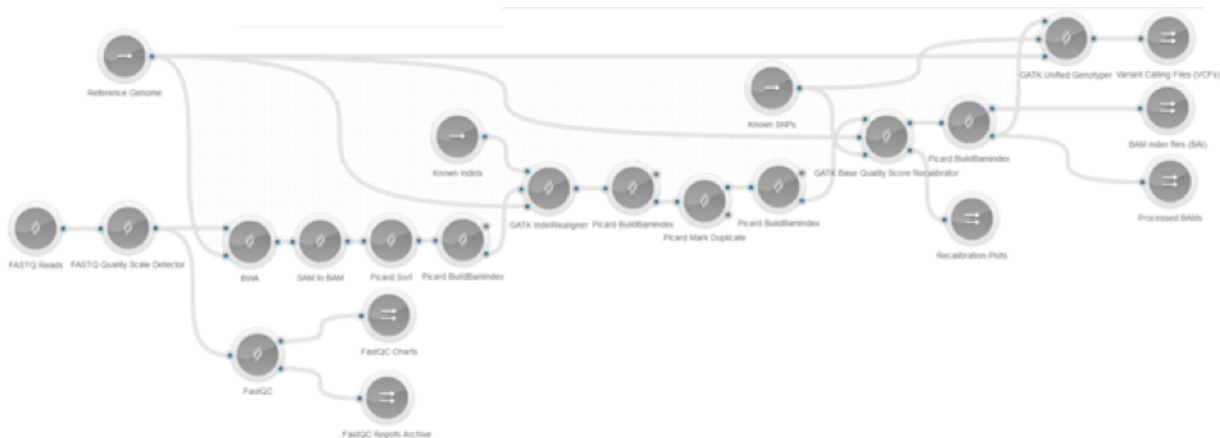 GATK Unified Genotyper
Variant Calling Files (VCFs)
Reference Genome
Known SNPs
BAM index files (BAI)
Known Indels
Picard BuildBamIndex
GATK Base Quality Score Recalibrator
Processed BAMs
GATK IndelRealigner
Picard BuildBamIndex
Picard Mark Duplicate
Picard BuildBamIndex
Recalibration Plots
FASTQ Reads
FASTQ Quality Scale Detector
BWA
SAM to BAM
Picard Sort
Picard BuildBamIndex
FastQC Charts
FastQC
FastQC Repots Archive